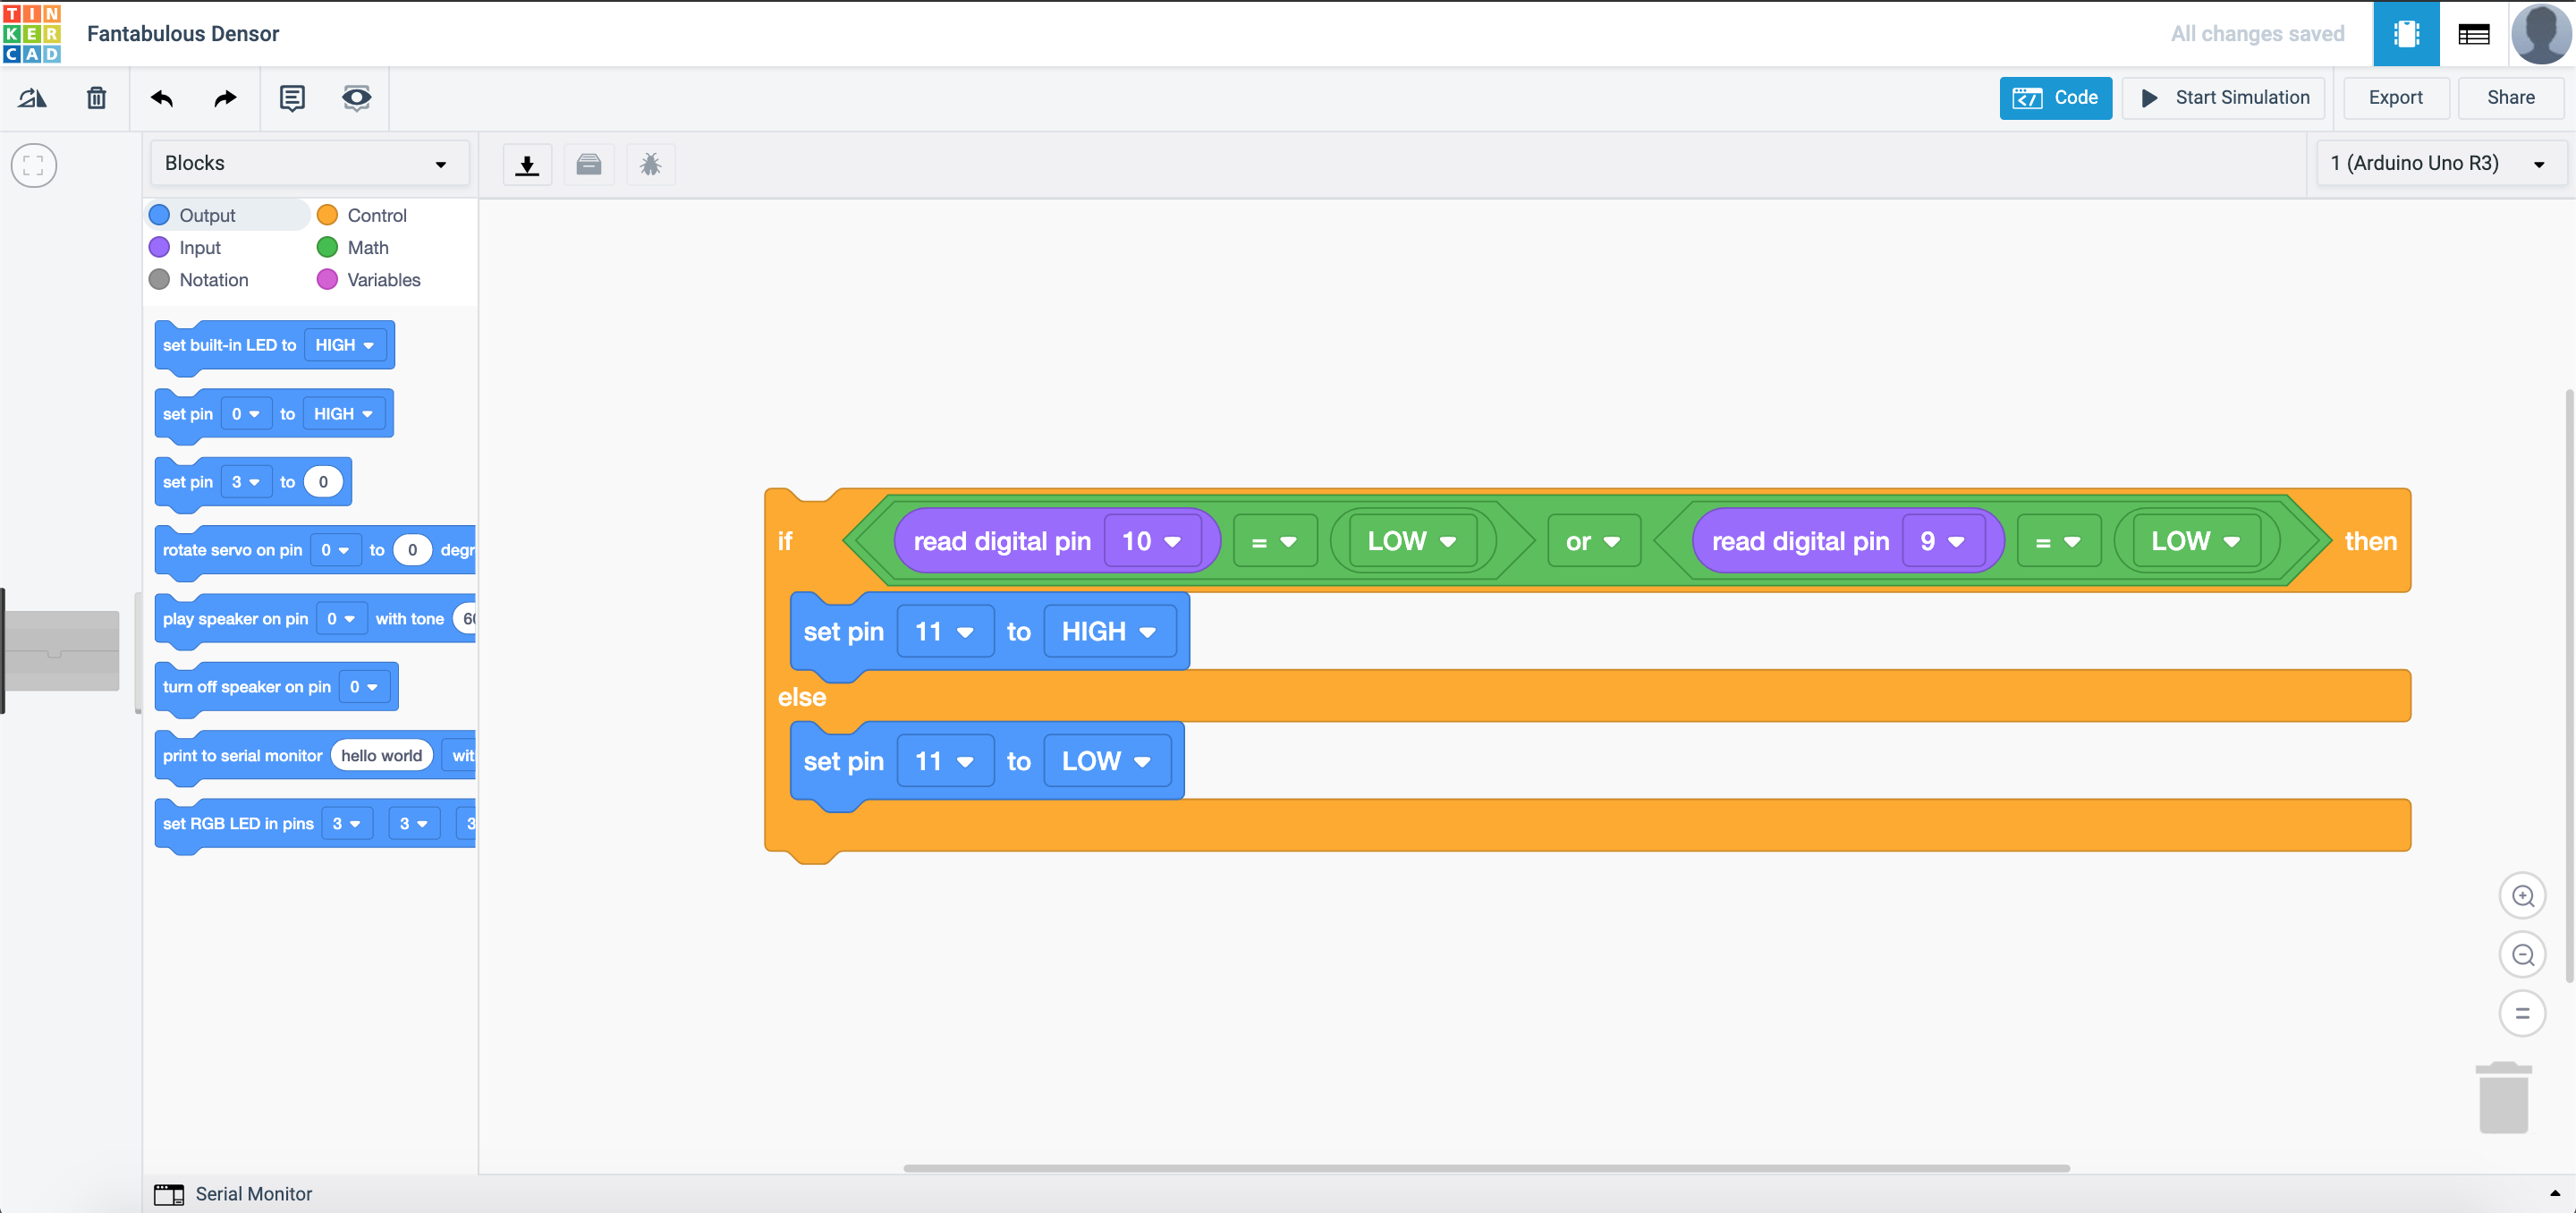 TIN
KER
CAD
Fantabulous Densor
All changes saved
Code
Start Simulation
Export
Share
Blocks
1 (Arduino Uno R3)
Output
Control
Input
Math
Notation
Variables
set built-in LED to HIGH
set pin 0 to HIGH
set pin 3 to 0
rotate servo on pin 0 to 0 degr
play speaker on pin 0 with tone 60
turn off speaker on pin 0
print to serial monitor hello world wit
set RGB LED in pins 3 3 3
if read digital pin 10 = LOW or read digital pin 9 = LOW then
set pin 11 to HIGH
else
set pin 11 to LOW
Serial Monitor